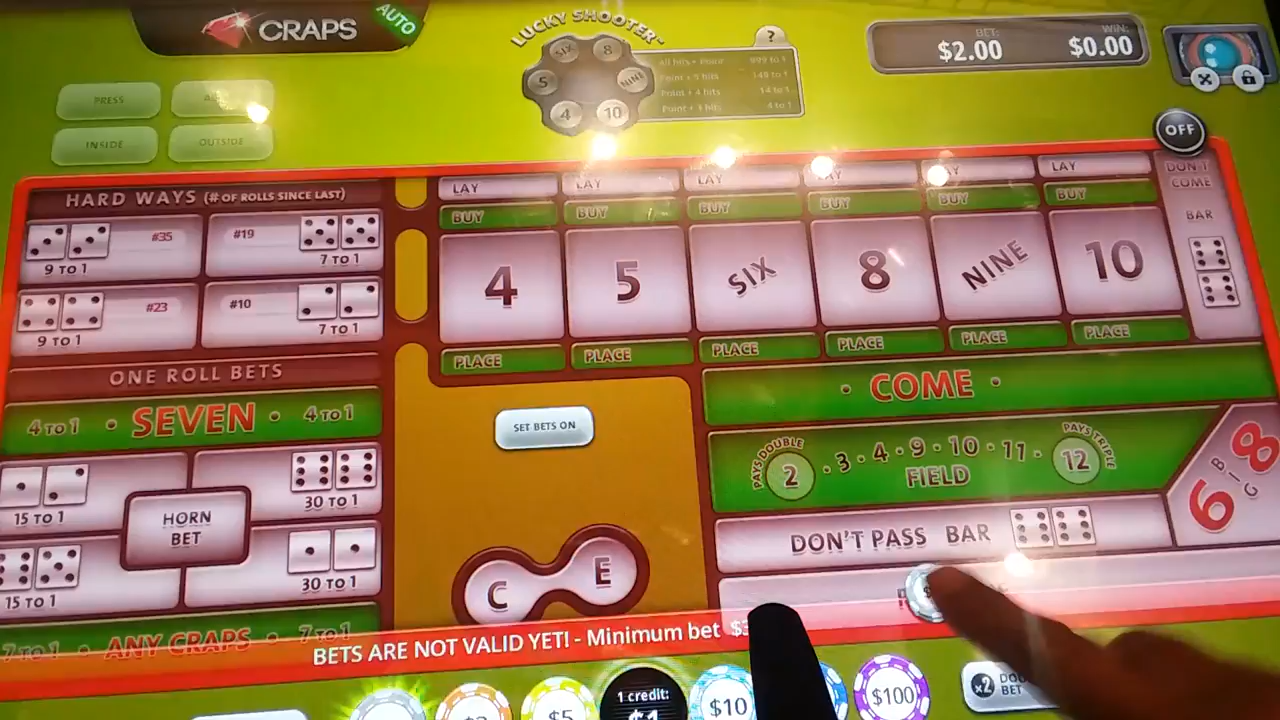 CRAPS
AUTO
LUCKY SHOOTER
SIX 8
5 NINE
4 10
?
All hits + Point 999 to 1
Point + 5 hits 149 to 1
Point + 4 hits 14 to 1
Point + 3 hits 4 to 1
BET: WIN:
$2.00 $0.00
PRESS
INSIDE OUTSIDE
OFF
HARD WAYS (# OF ROLLS SINCE LAST)
#35 #19
9 TO 1 7 TO 1
#23 #10
9 TO 1 7 TO 1
LAY LAY LAY LAY LAY
BUY BUY BUY BUY BUY BUY
4 5 SIX 8 NINE 10
PLACE PLACE PLACE PLACE PLACE PLACE
DON'T COME
BAR
ONE ROLL BETS
4 TO 1 • SEVEN • 4 TO 1
15 TO 1 30 TO 1
HORN BET
15 TO 1 30 TO 1
7 to 1 • ANY CRAPS • 7 to 1
SET BETS ON
C E
• COME •
PAYS DOUBLE PAYS TRIPLE
2 • 3 • 4 • 9 • 10 • 11 • 12
FIELD
DON'T PASS BAR
BIG
6 8
BETS ARE NOT VALID YET! - Minimum bet
$5
1 credit:
$1
$10
$100
x2
BET